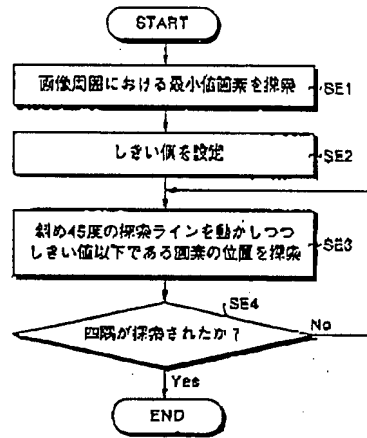 START
画像周囲における最小値画素を探索
SE1
しきい値を設定
SE2
斜め45度の探索ラインを動かしつつ
しきい値以下である画素の位置を探索
SE3
SE4
四隅が探索されたか?
No
Yes
END